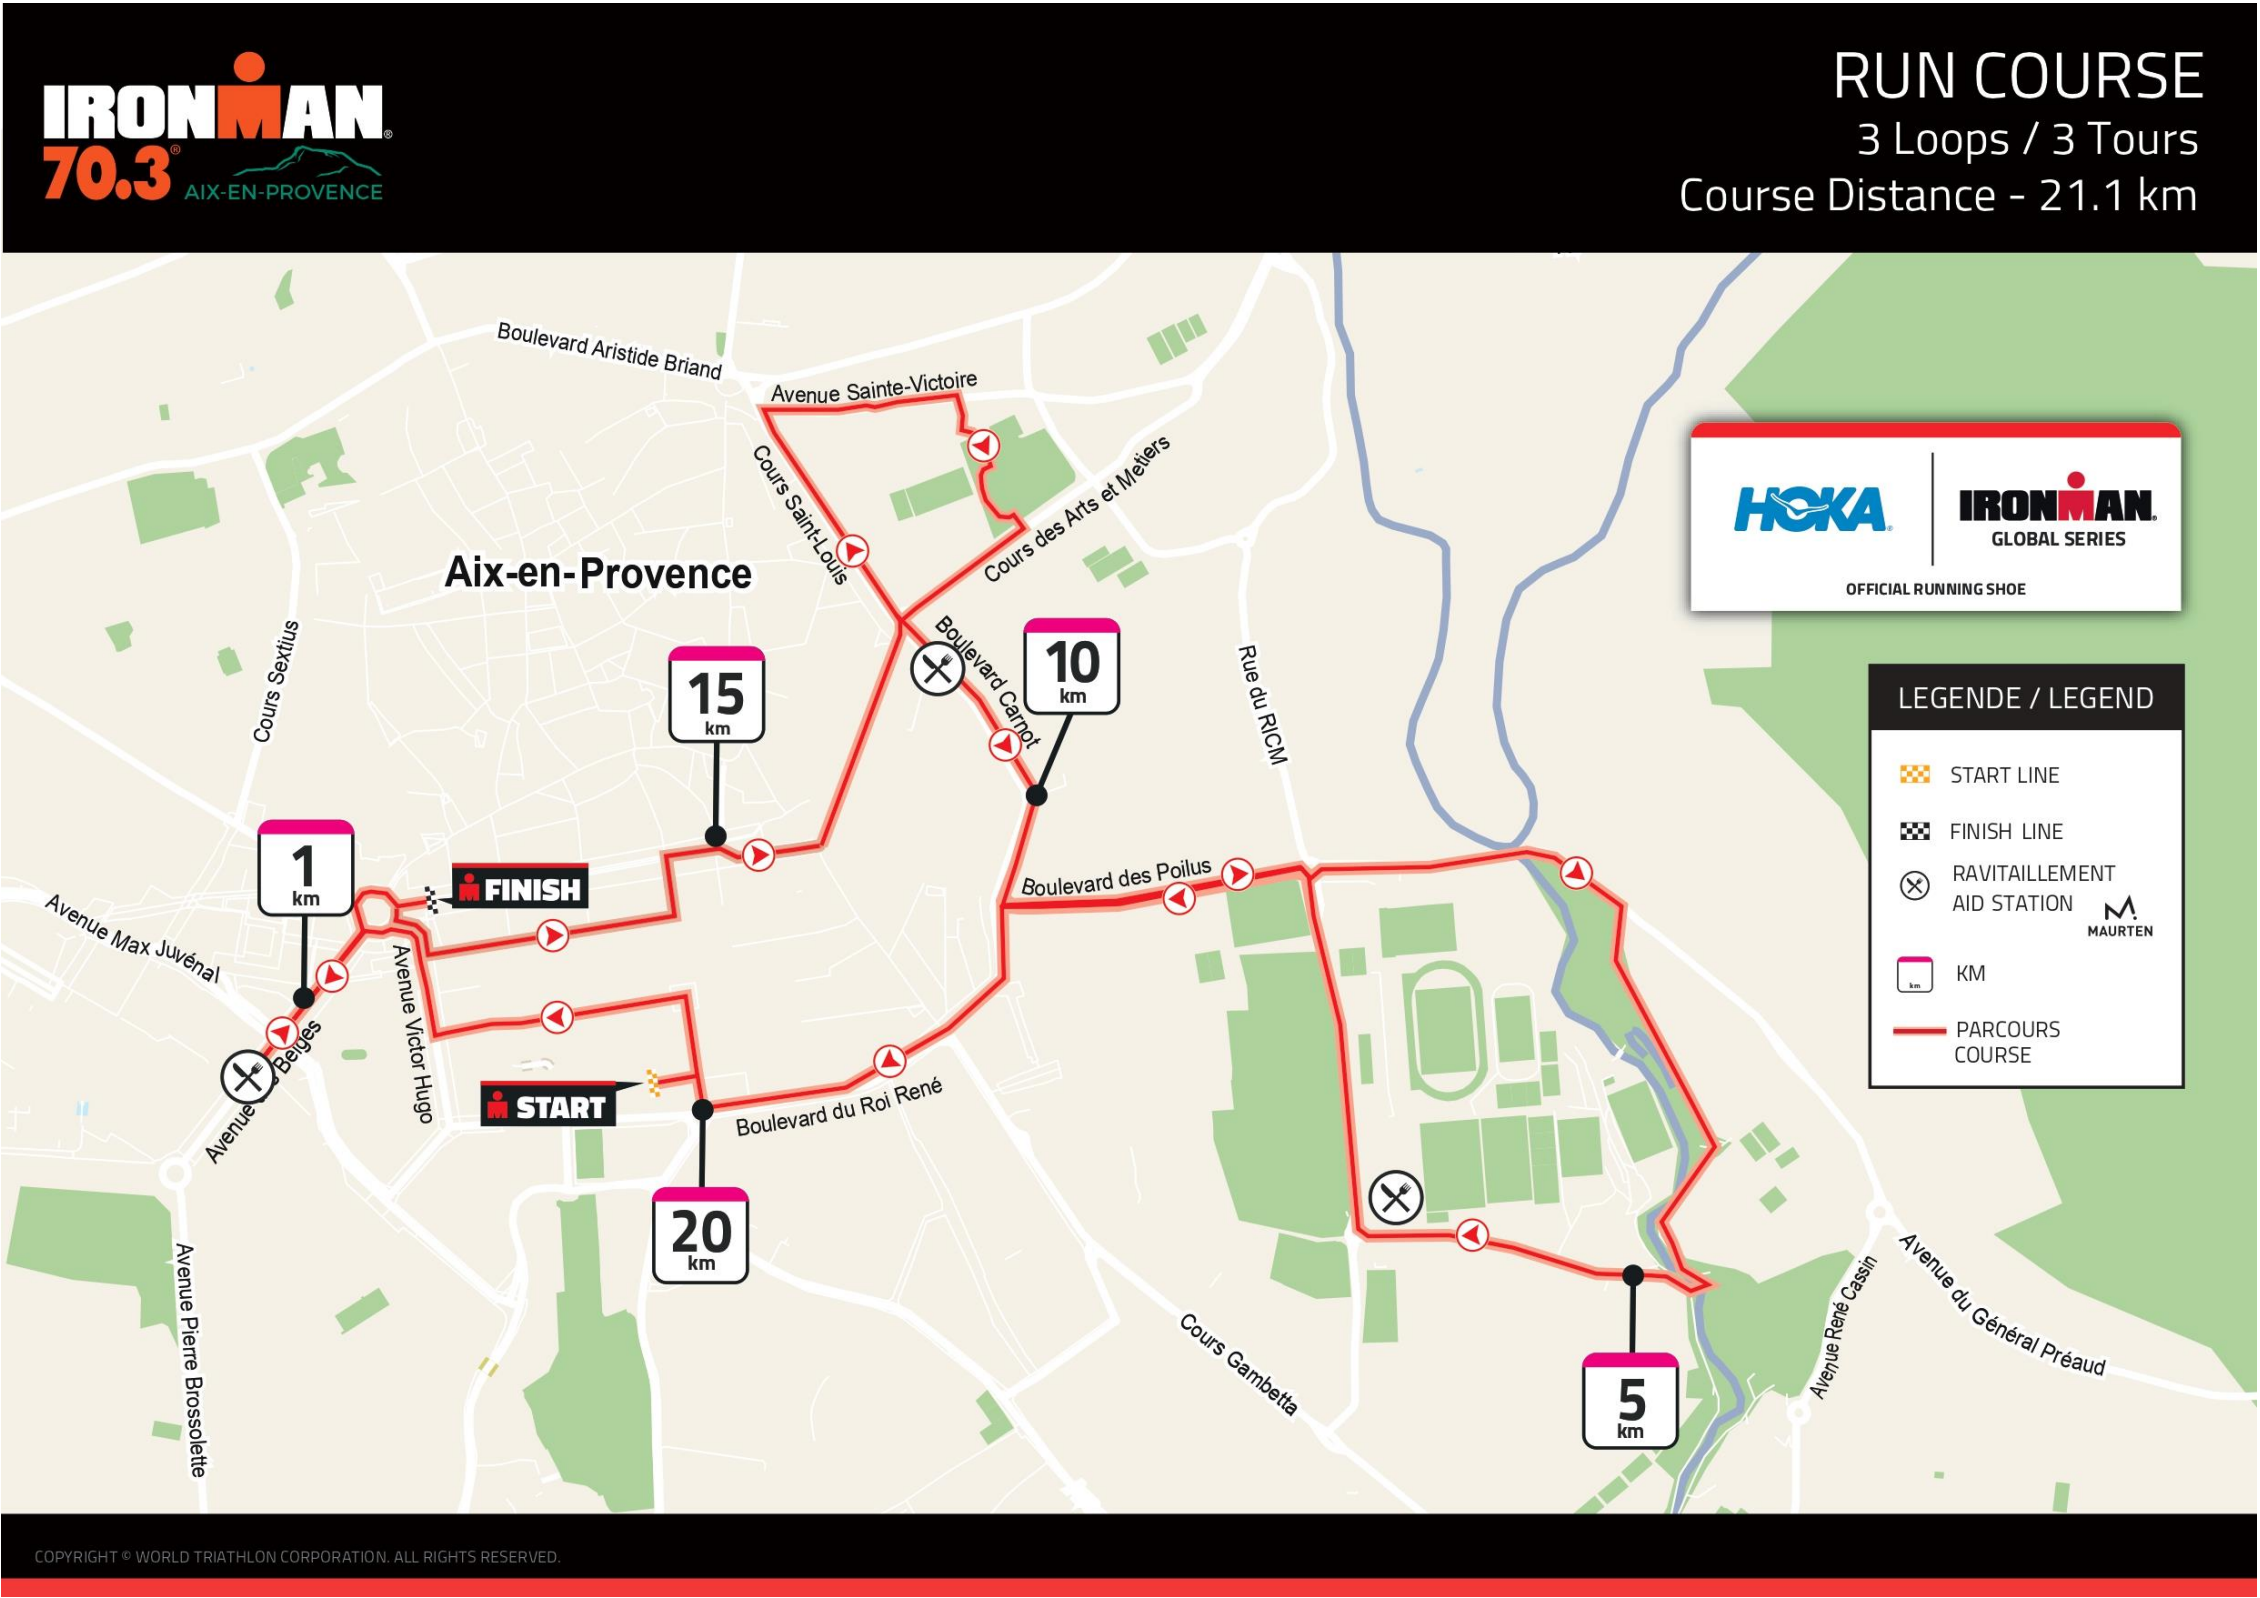 IRONMAN®
70.3® AIX-EN-PROVENCE
RUN COURSE
3 Loops / 3 Tours
Course Distance - 21.1 km
Boulevard Aristide Briand
Avenue Sainte-Victoire
Cours Saint-Louis
Cours des Arts et Metiers
Aix-en-Provence
HOKA
IRONMAN®
GLOBAL SERIES
OFFICIAL RUNNING SHOE
Cours Sextius
Boulevard Carnot
10
km
15
km
Rue du RICM
LEGENDE / LEGEND
START LINE
FINISH LINE
RAVITAILLEMENT
AID STATION
MAURTEN
km
KM
PARCOURS
COURSE
1
km
FINISH
Boulevard des Poilus
Avenue Max Juvénal
Avenue Victor Hugo
Avenue Belges
START
Boulevard du Roi René
20
km
Avenue Pierre Brossolette
Cours Gambetta
5
km
Avenue René Cassin
Avenue du Général Préaud
COPYRIGHT © WORLD TRIATHLON CORPORATION. ALL RIGHTS RESERVED.